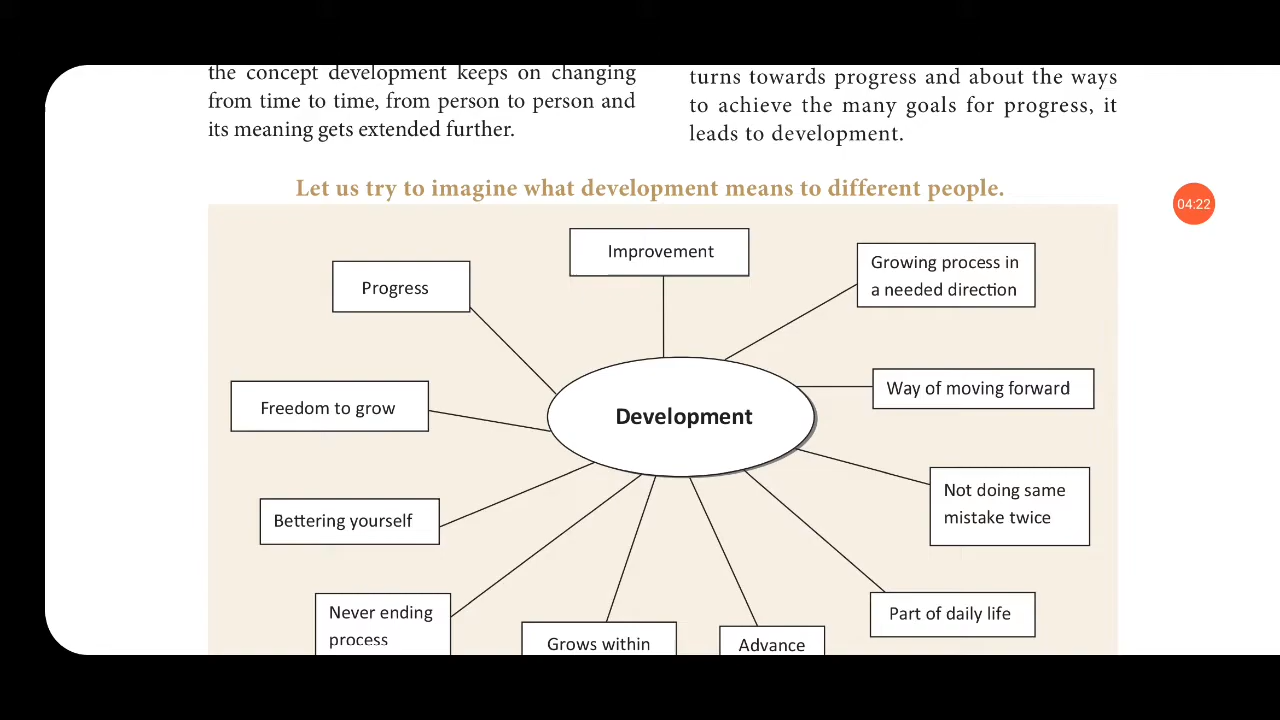 the concept development keeps on changing
from time to time, from person to person and
its meaning gets extended further.
turns towards progress and about the ways
to achieve the many goals for progress, it
leads to development.
Let us try to imagine what development means to different people.
04:22
Improvement
Growing process in
a needed direction
Progress
Way of moving forward
Freedom to grow
Development
Not doing same
mistake twice
Bettering yourself
Never ending
process
Part of daily life
Grows within
Advance